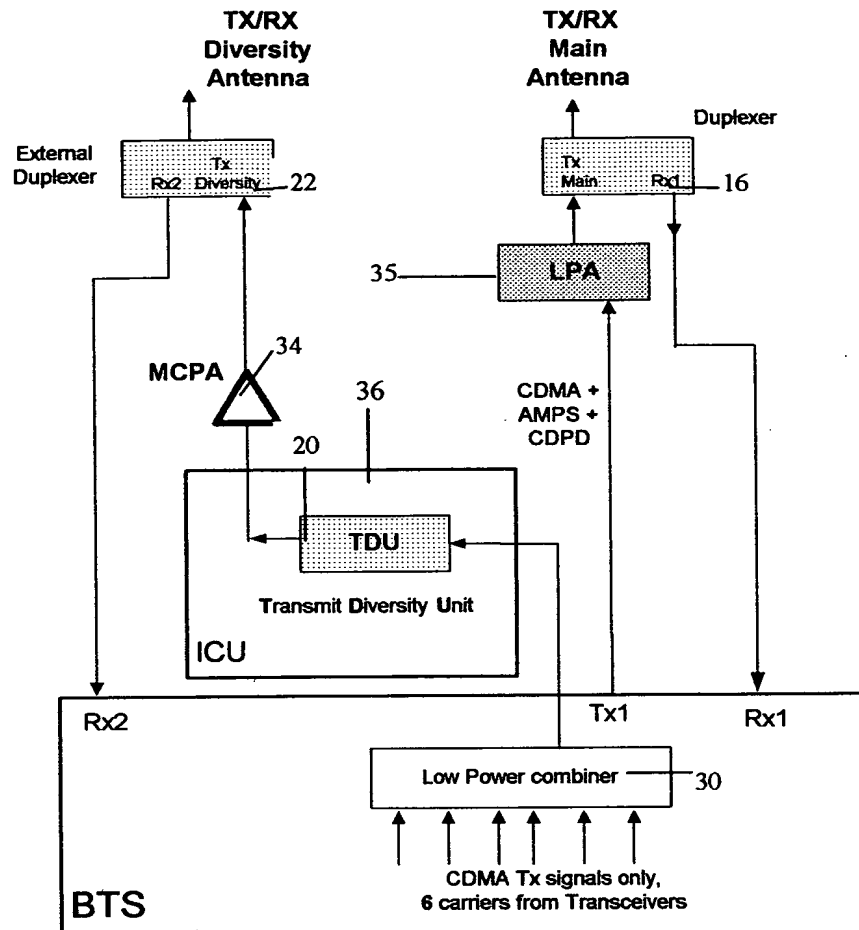 TX/RX
Diversity
Antenna
TX/RX
Main
Antenna
External
Duplexer
Rx2
Tx
Diversity
22
Duplexer
Tx
Main
Rx1
16
35
LPA
MCPA
34
36
CDMA +
AMPS +
CDPD
20
TDU
Transmit Diversity Unit
ICU
Rx2
Tx1
Rx1
Low Power combiner
30
CDMA Tx signals only,
6 carriers from Transceivers
BTS